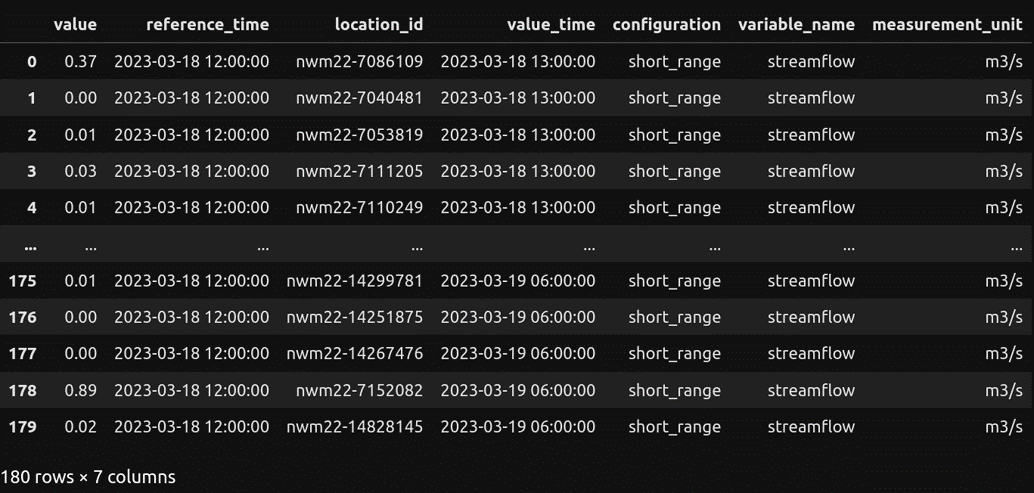 value reference_time location_id value_time configuration variable_name measurement_unit
0 0.37 2023-03-18 12:00:00 nwm22-7086109 2023-03-18 13:00:00 short_range streamflow m3/s
1 0.00 2023-03-18 12:00:00 nwm22-7040481 2023-03-18 13:00:00 short_range streamflow m3/s
2 0.01 2023-03-18 12:00:00 nwm22-7053819 2023-03-18 13:00:00 short_range streamflow m3/s
3 0.03 2023-03-18 12:00:00 nwm22-7111205 2023-03-18 13:00:00 short_range streamflow m3/s
4 0.01 2023-03-18 12:00:00 nwm22-7110249 2023-03-18 13:00:00 short_range streamflow m3/s
... ... ... ... ... ... ... ...
175 0.01 2023-03-18 12:00:00 nwm22-14299781 2023-03-19 06:00:00 short_range streamflow m3/s
176 0.00 2023-03-18 12:00:00 nwm22-14251875 2023-03-19 06:00:00 short_range streamflow m3/s
177 0.00 2023-03-18 12:00:00 nwm22-14267476 2023-03-19 06:00:00 short_range streamflow m3/s
178 0.89 2023-03-18 12:00:00 nwm22-7152082 2023-03-19 06:00:00 short_range streamflow m3/s
179 0.02 2023-03-18 12:00:00 nwm22-14828145 2023-03-19 06:00:00 short_range streamflow m3/s
180 rows × 7 columns